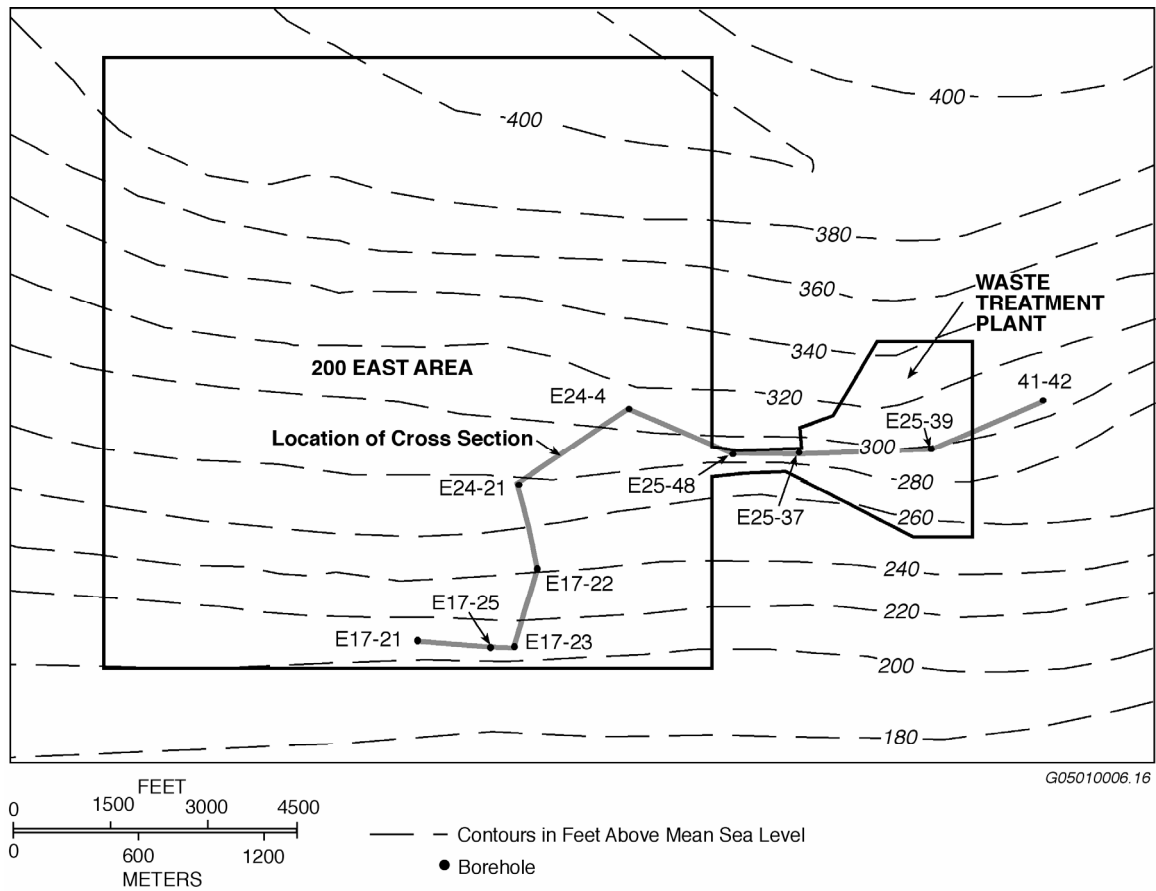 400
-400
380
360
WASTE
TREATMENT
PLANT
340
200 EAST AREA
320
41-42
E24-4
E25-39
Location of Cross Section
300
E25-48
E24-21
-280
E25-37
260
240
E17-22
E17-25
220
E17-21
E17-23
200
-180
G05010006.16
FEET
0 1500 3000 4500
0 600 1200
METERS
Contours in Feet Above Mean Sea Level
Borehole